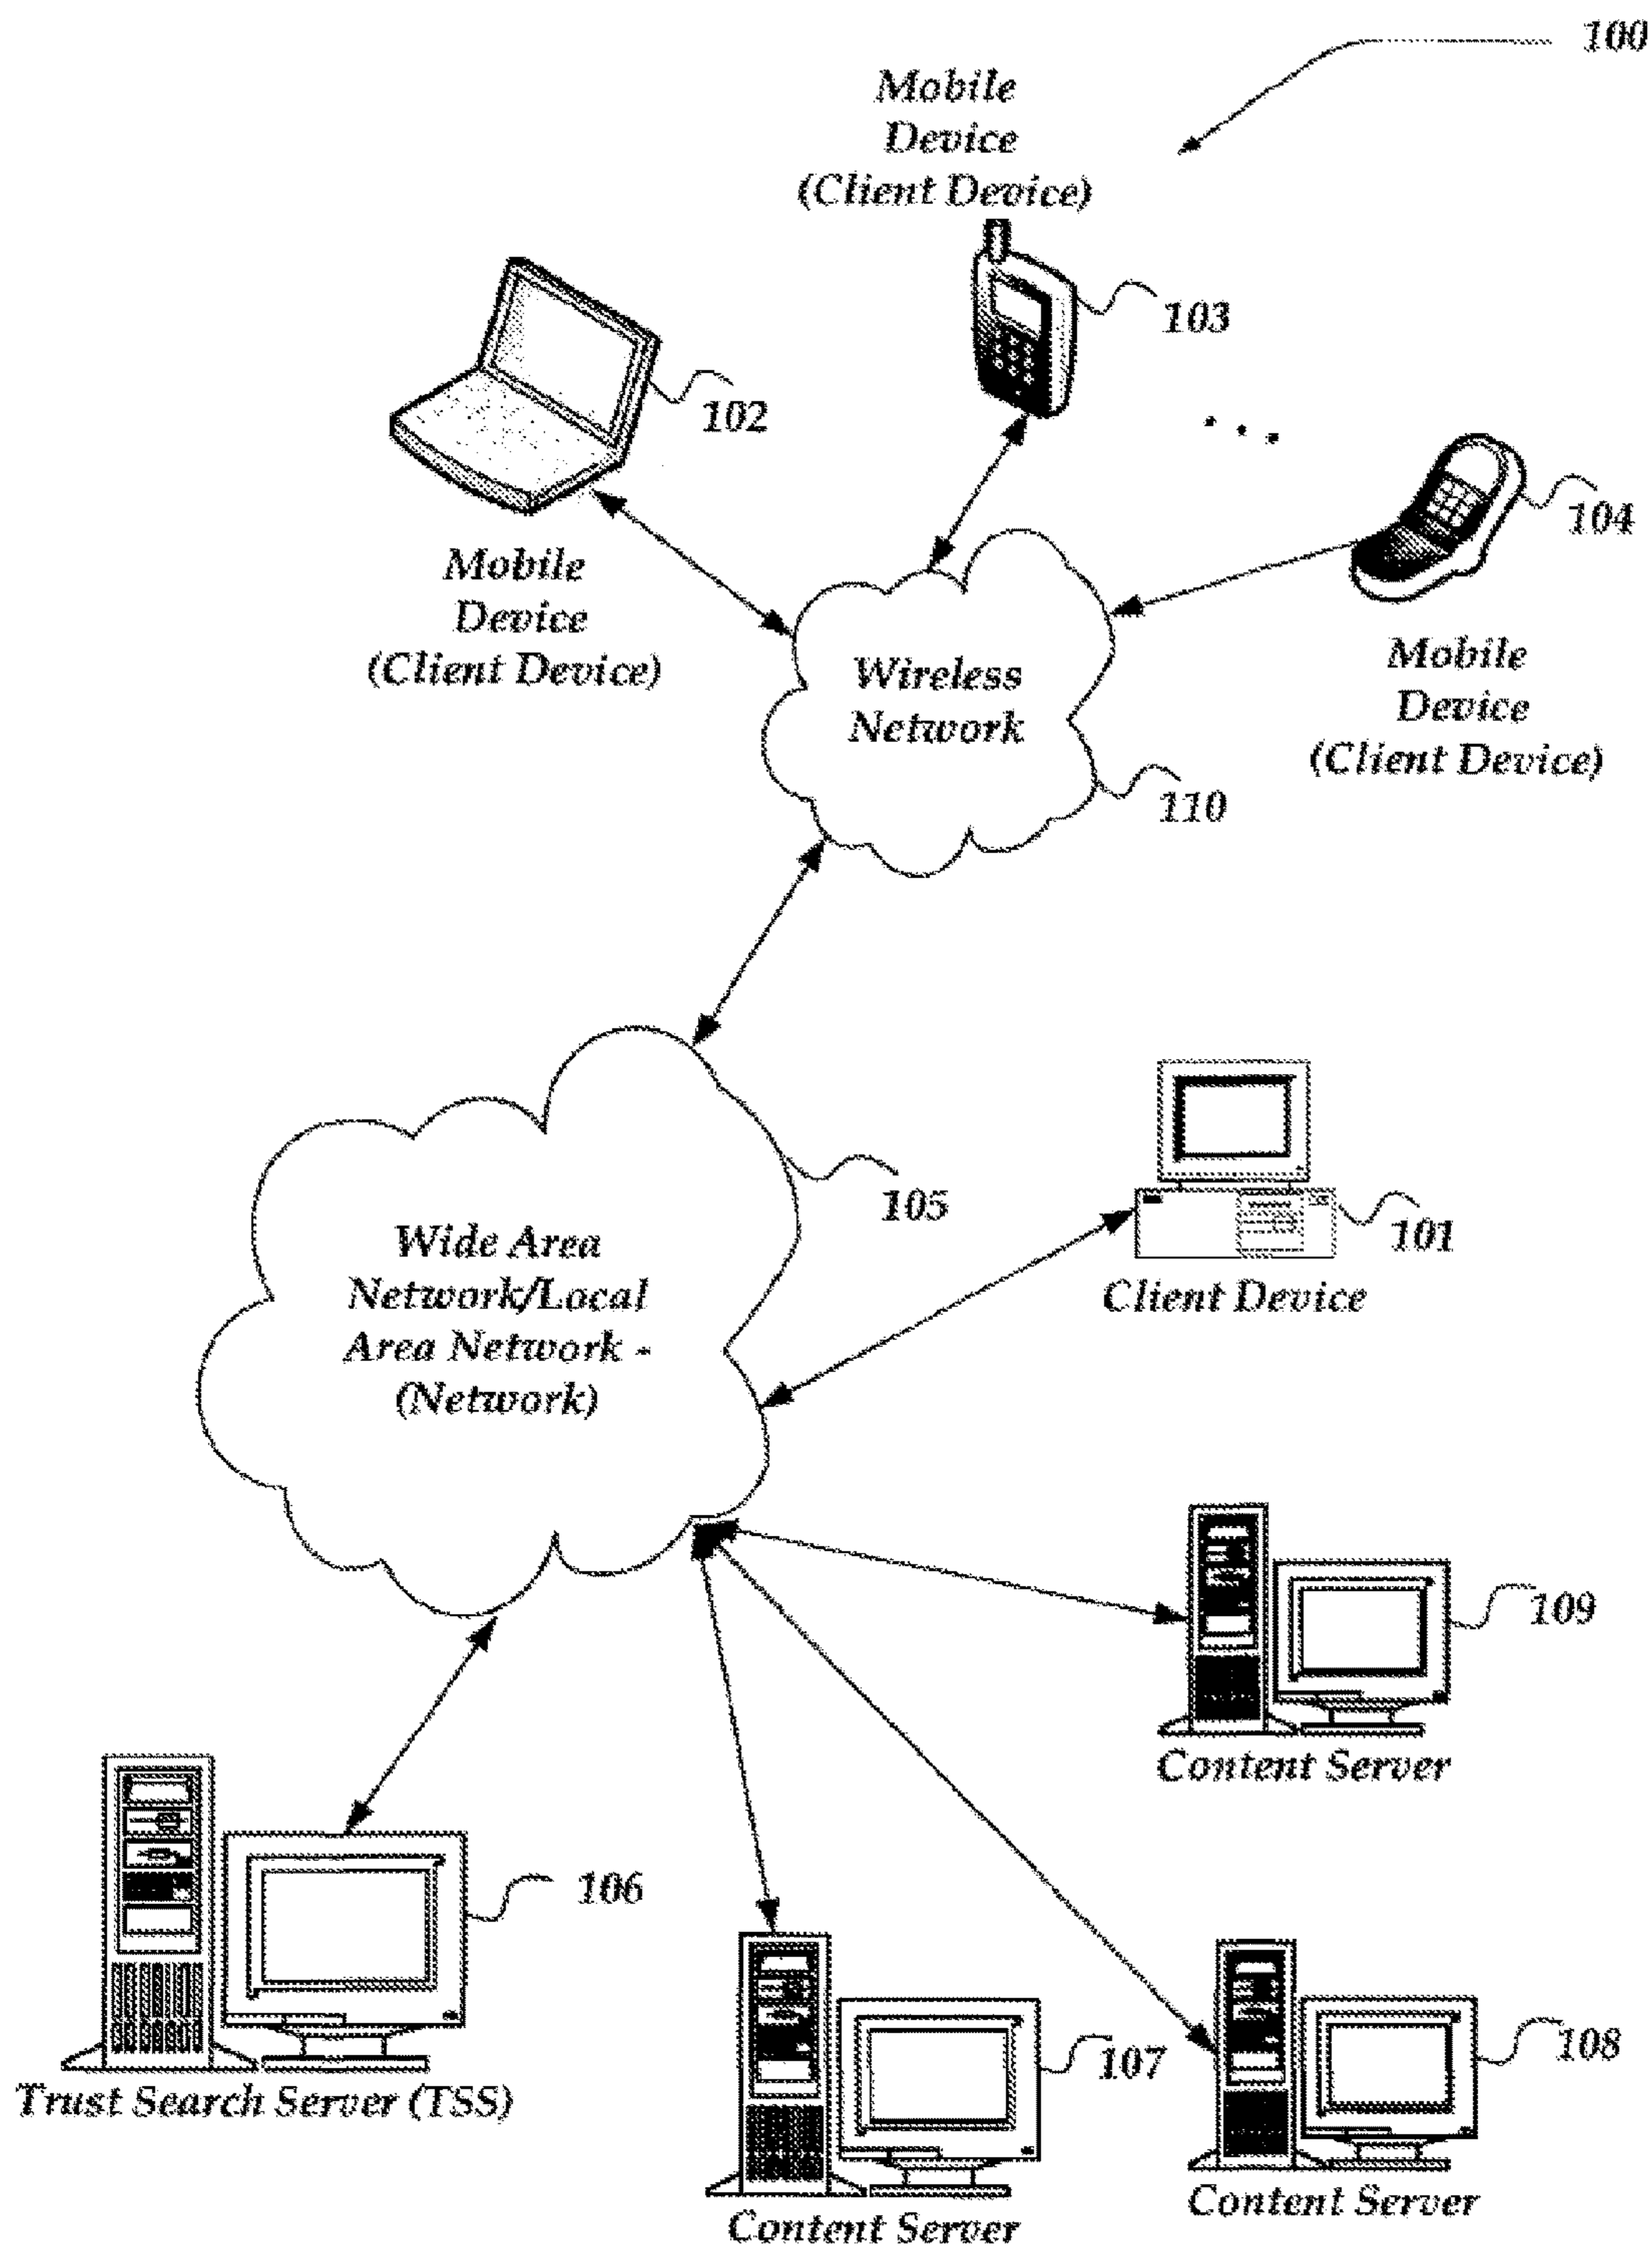 100
Mobile
Device
(Client Device)
103
102
104
Mobile
Device
(Client Device)
Wireless
Network
Mobile
Device
(Client Device)
110
105
Wide Area
Network/Local
Area Network -
(Network)
101
Client Device
109
Content Server
106
Trust Search Server (TSS)
107
Content Server
108
Content Server